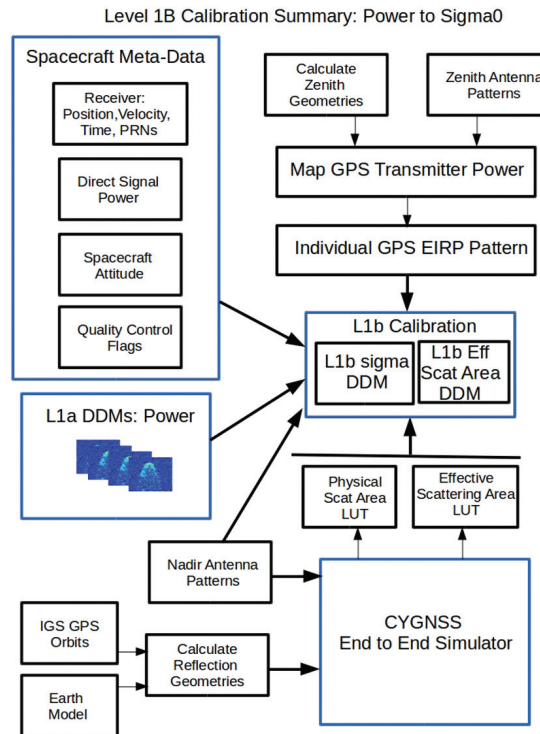 Level 1B Calibration Summary: Power to Sigma0
Spacecraft Meta-Data
Receiver:
Position,Velocity,
Time, PRNs
Direct Signal
Power
Spacecraft
Attitude
Quality Control
Flags
Calculate
Zenith
Geometries
Zenith Antenna
Patterns
Map GPS Transmitter Power
Individual GPS EIRP Pattern
L1b Calibration
L1b sigma
DDM
L1b Eff
Scat Area
DDM
L1a DDMs: Power
Physical
Scat Area
LUT
Effective
Scattering Area
LUT
Nadir Antenna
Patterns
CYGNSS
End to End Simulator
IGS GPS
Orbits
Earth
Model
Calculate
Reflection
Geometries